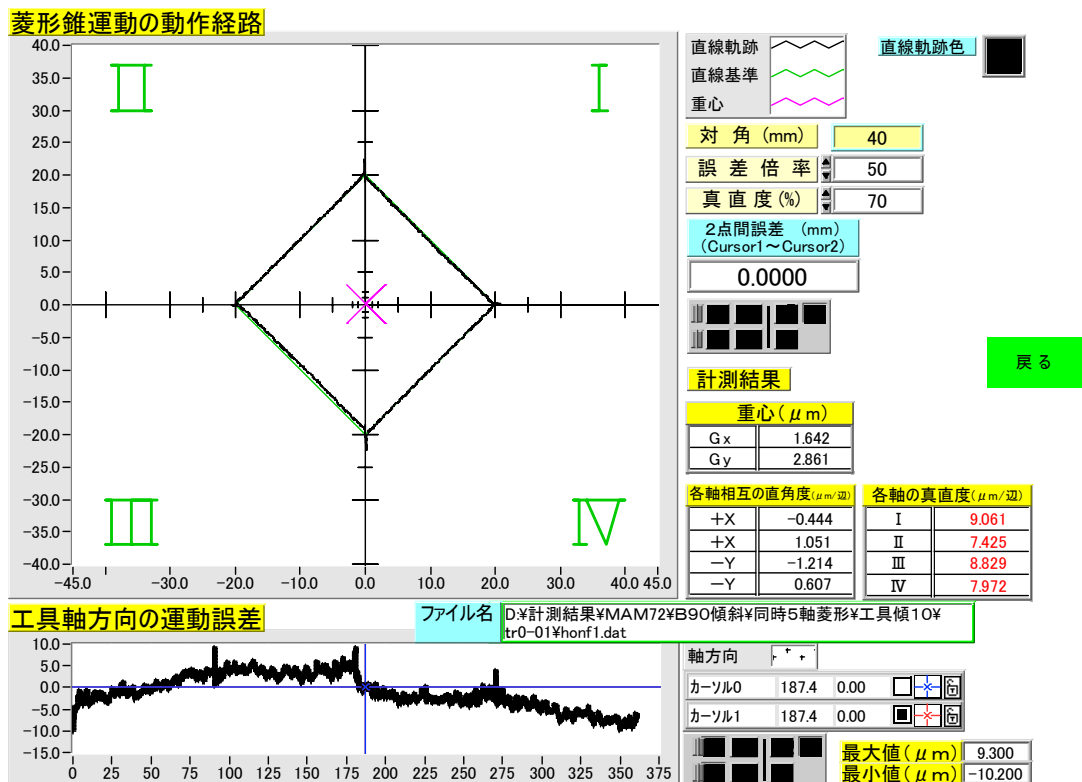 菱形錐運動の動作経路
40.0
35.0
30.0
25.0
20.0
15.0
10.0
5.0
0.0
-5.0
-10.0
-15.0
-20.0
-25.0
-30.0
-35.0
-40.0
-45.0 -30.0 -20.0 -10.0 0.0 10.0 20.0 30.0 40.0 45.0
Ⅱ Ⅰ
Ⅲ Ⅳ
直線軌跡
直線基準
重心
直線軌跡色
対 角 (mm) 40
誤 差 倍 率 50
真 直 度 (%) 70
2点間誤差 (mm)
(Cursor1～Cursor2)
0.0000
戻る
計測結果
重心(μm)
Gx 1.642
Gy 2.861
各軸相互の直角度(μm/辺)
+X -0.444
+X 1.051
-Y -1.214
-Y 0.607
各軸の真直度(μm/辺)
Ⅰ 9.061
Ⅱ 7.425
Ⅲ 8.829
Ⅳ 7.972
工具軸方向の運動誤差
ファイル名
D:¥計測結果¥MAM72¥B90傾斜¥同時5軸菱形¥工具傾10¥
tr0-01¥honf1.dat
10.0
5.0
0.0
-5.0
-10.0
-15.0
0 25 50 75 100 125 150 175 200 225 250 275 300 325 350 375
軸方向
カーソル0 187.4 0.00
カーソル1 187.4 0.00
最大値(μm) 9.300
最小値(μm) -10.200